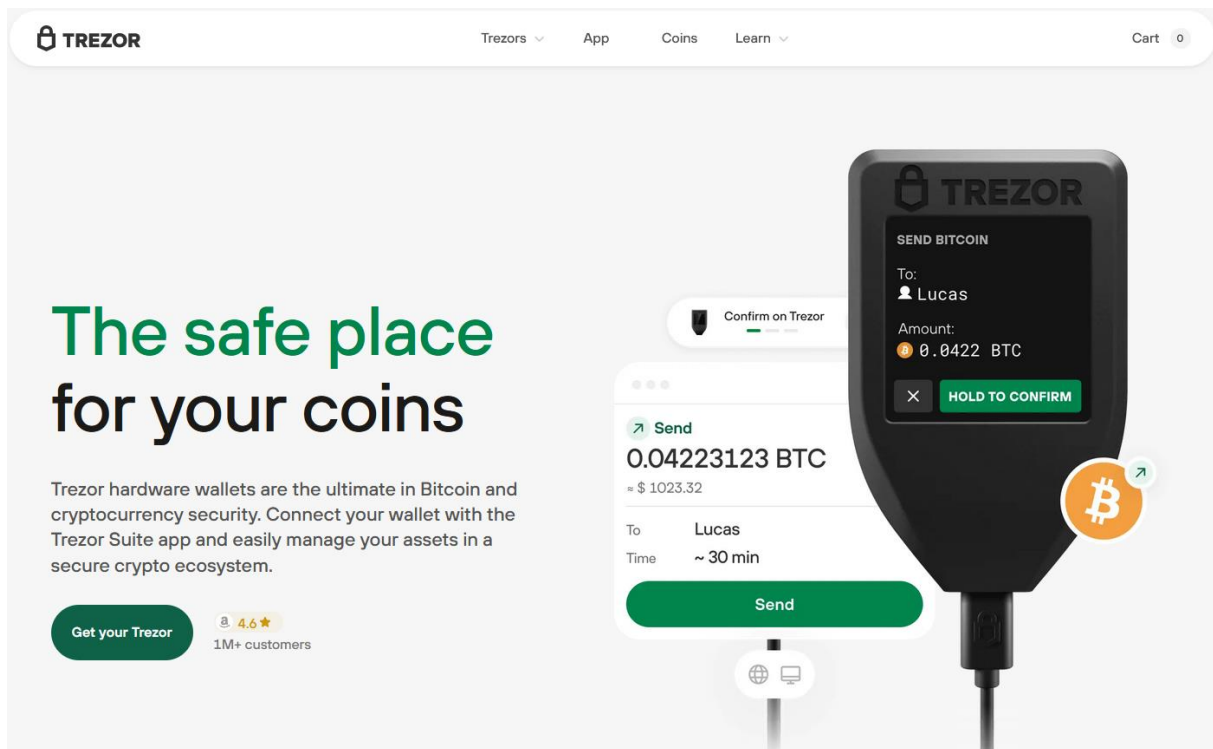 TREZOR
Trezors
App
Coins
Learn
Cart 0
The safe place
for your coins
Trezor hardware wallets are the ultimate in Bitcoin and
cryptocurrency security. Connect your wallet with the
Trezor Suite app and easily manage your assets in a
secure crypto ecosystem.
Get your Trezor
a 4.6
1M+ customers
Confirm on Trezor
Send
0.04223123 BTC
≈ $ 1023.32
To Lucas
Time ~ 30 min
Send
TREZOR
SEND BITCOIN
To:
Lucas
Amount:
0.0422 BTC
HOLD TO CONFIRM